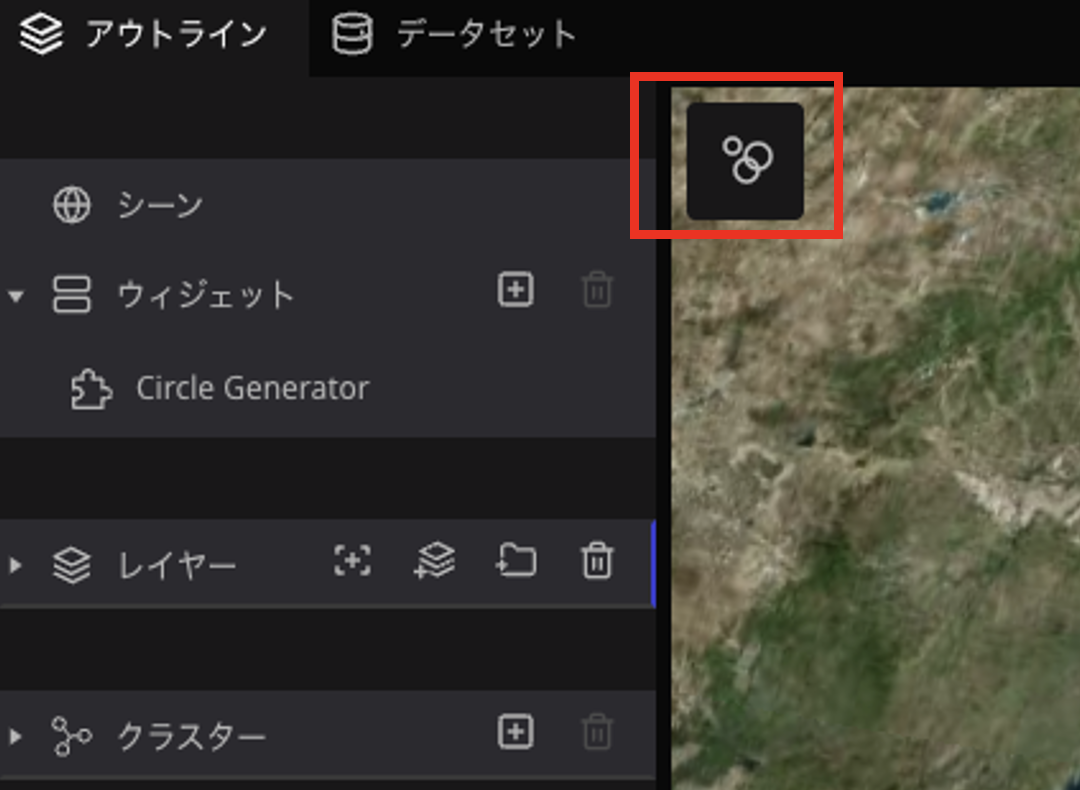 アウトライン
データセット
シーン
ウィジェット
Circle Generator
レイヤー
クラスター